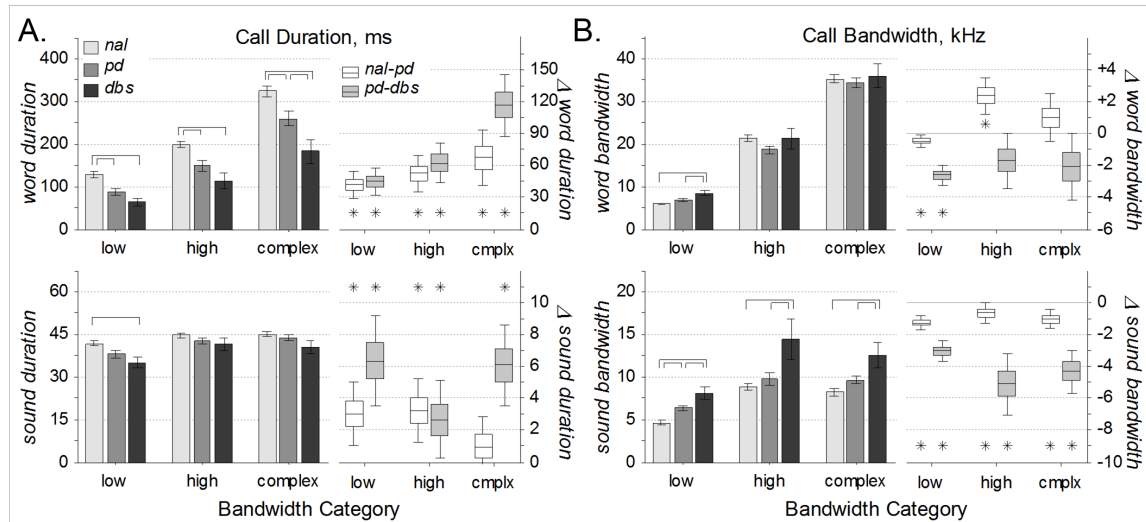 A.
Call Duration, ms
nal
pd
dbs
nal-pd
pd-dbs
word duration
400
300
200
100
0
low
high
complex
150
120
90
60
30
0
Δ word duration
low
high
cmplx
* * * * * *
sound duration
60
45
30
15
0
low
high
complex
* * * * *
10
8
6
4
2
0
Δ sound duration
low
high
cmplx
Bandwidth Category
B.
Call Bandwidth, kHz
word bandwidth
40
30
20
10
0
low
high
complex
+4
+2
0
-2
-4
-6
Δ word bandwidth
* * *
low
high
cmplx
sound bandwidth
20
15
10
5
0
low
high
complex
0
-2
-4
-6
-8
-10
Δ sound bandwidth
* * * * * *
low
high
cmplx
Bandwidth Category